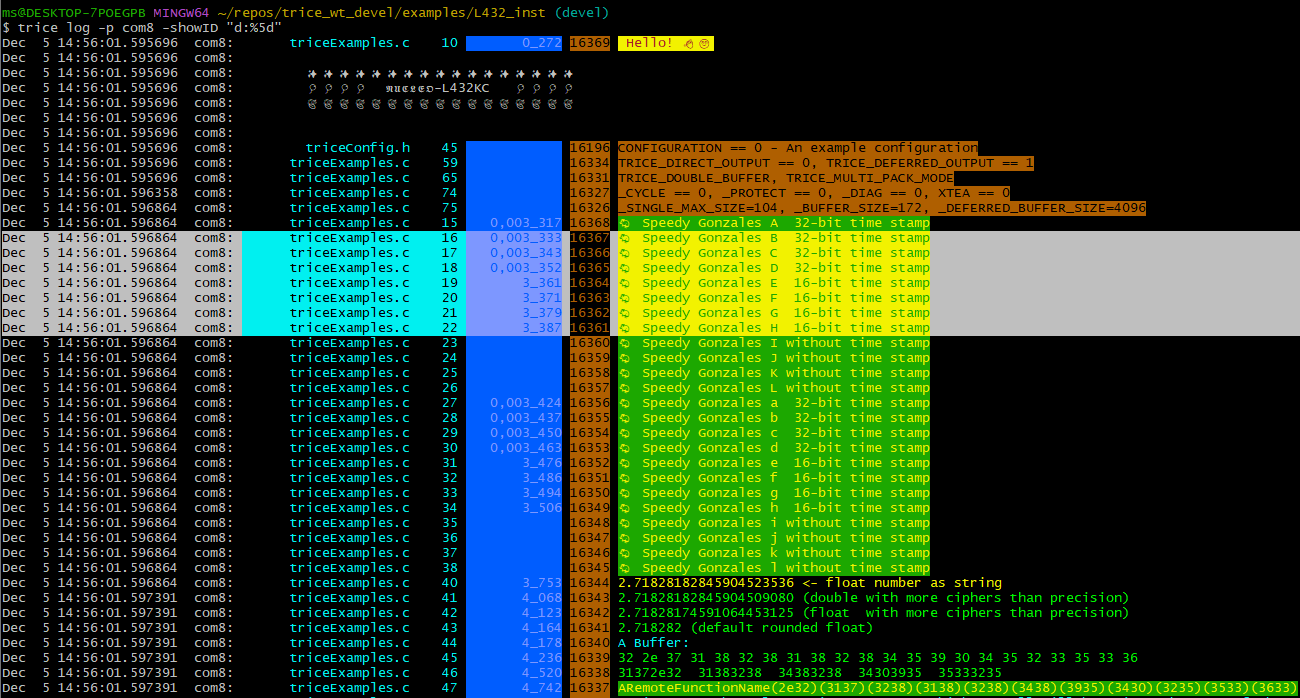 ms@DESKTOP-7POEGPB MINGW64 ~/repos/trice_wt_devel/examples/L432_inst (devel)
$ trice log -p com8 -showID "d:%5d"
Dec  5 14:56:01.595696  com8:       triceExamples.c    10        0_272 16369  Hello! 👋🙂
Dec  5 14:56:01.595696  com8:
Dec  5 14:56:01.595696  com8:         ✨ ✨ ✨ ✨ ✨ ✨ ✨ ✨ ✨ ✨ ✨ ✨ ✨ ✨ ✨ ✨ ✨
Dec  5 14:56:01.595696  com8:         🎈 🎈 🎈 🎈  𝕹𝖀𝕮𝕷𝕰𝕺-L432KC  🎈 🎈 🎈 🎈
Dec  5 14:56:01.595696  com8:
Dec  5 14:56:01.595696  com8:
Dec  5 14:56:01.595696  com8:
Dec  5 14:56:01.595696  com8:         triceConfig.h    45              16196 CONFIGURATION == 0 - An example configuration
Dec  5 14:56:01.595696  com8:       triceExamples.c    59              16334 TRICE_DIRECT_OUTPUT == 0, TRICE_DEFERRED_OUTPUT == 1
Dec  5 14:56:01.595696  com8:       triceExamples.c    65              16331 TRICE_DOUBLE_BUFFER, TRICE_MULTI_PACK_MODE
Dec  5 14:56:01.596358  com8:       triceExamples.c    74              16327 _CYCLE == 0, _PROTECT == 0, _DIAG == 0, XTEA == 0
Dec  5 14:56:01.596864  com8:       triceExamples.c    75              16326 _SINGLE_MAX_SIZE=104, _BUFFER_SIZE=172, _DEFERRED_BUFFER_SIZE=4096
Dec  5 14:56:01.596864  com8:       triceExamples.c    15    0,003_317 16368 Speedy Gonzales A  32-bit time stamp
Dec  5 14:56:01.596864  com8:       triceExamples.c    16    0,003_333 16367 Speedy Gonzales B  32-bit time stamp
Dec  5 14:56:01.596864  com8:       triceExamples.c    17    0,003_343 16366 Speedy Gonzales C  32-bit time stamp
Dec  5 14:56:01.596864  com8:       triceExamples.c    18    0,003_352 16365 Speedy Gonzales D  32-bit time stamp
Dec  5 14:56:01.596864  com8:       triceExamples.c    19        3_361 16364 Speedy Gonzales E  16-bit time stamp
Dec  5 14:56:01.596864  com8:       triceExamples.c    20        3_371 16363 Speedy Gonzales F  16-bit time stamp
Dec  5 14:56:01.596864  com8:       triceExamples.c    21        3_379 16362 Speedy Gonzales G  16-bit time stamp
Dec  5 14:56:01.596864  com8:       triceExamples.c    22        3_387 16361 Speedy Gonzales H  16-bit time stamp
Dec  5 14:56:01.596864  com8:       triceExamples.c    23              16360 Speedy Gonzales I without time stamp
Dec  5 14:56:01.596864  com8:       triceExamples.c    24              16359 Speedy Gonzales J without time stamp
Dec  5 14:56:01.596864  com8:       triceExamples.c    25              16358 Speedy Gonzales K without time stamp
Dec  5 14:56:01.596864  com8:       triceExamples.c    26              16357 Speedy Gonzales L without time stamp
Dec  5 14:56:01.596864  com8:       triceExamples.c    27    0,003_424 16356 Speedy Gonzales a  32-bit time stamp
Dec  5 14:56:01.596864  com8:       triceExamples.c    28    0,003_437 16355 Speedy Gonzales b  32-bit time stamp
Dec  5 14:56:01.596864  com8:       triceExamples.c    29    0,003_450 16354 Speedy Gonzales c  32-bit time stamp
Dec  5 14:56:01.596864  com8:       triceExamples.c    30    0,003_463 16353 Speedy Gonzales d  32-bit time stamp
Dec  5 14:56:01.596864  com8:       triceExamples.c    31        3_476 16352 Speedy Gonzales e  16-bit time stamp
Dec  5 14:56:01.596864  com8:       triceExamples.c    32        3_486 16351 Speedy Gonzales f  16-bit time stamp
Dec  5 14:56:01.596864  com8:       triceExamples.c    33        3_494 16350 Speedy Gonzales g  16-bit time stamp
Dec  5 14:56:01.596864  com8:       triceExamples.c    34        3_506 16349 Speedy Gonzales h  16-bit time stamp
Dec  5 14:56:01.596864  com8:       triceExamples.c    35              16348 Speedy Gonzales i without time stamp
Dec  5 14:56:01.596864  com8:       triceExamples.c    36              16347 Speedy Gonzales j without time stamp
Dec  5 14:56:01.596864  com8:       triceExamples.c    37              16346 Speedy Gonzales k without time stamp
Dec  5 14:56:01.596864  com8:       triceExamples.c    38              16345 Speedy Gonzales l without time stamp
Dec  5 14:56:01.596864  com8:       triceExamples.c    40        3_753 16344 2.71828182845904523536 <- float number as string
Dec  5 14:56:01.597391  com8:       triceExamples.c    41        4_068 16343 2.71828182845904509080 (double with more ciphers than precision)
Dec  5 14:56:01.597391  com8:       triceExamples.c    42        4_123 16342 2.71828174591064453125 (float  with more ciphers than precision)
Dec  5 14:56:01.597391  com8:       triceExamples.c    43        4_164 16341 2.718282 (default rounded float)
Dec  5 14:56:01.597391  com8:       triceExamples.c    44        4_178 16340 A Buffer:
Dec  5 14:56:01.597391  com8:       triceExamples.c    45        4_236 16339 32 2e 37 31 38 32 38 31 38 32 38 34 35 39 30 34 35 32 33 35 33 36
Dec  5 14:56:01.597391  com8:       triceExamples.c    46        4_520 16338 31372e32  31383238  34383238  34303935  35333235
Dec  5 14:56:01.597391  com8:       triceExamples.c    47        4_742 16337 ARemoteFunctionName(2e32)(3137)(3238)(3138)(3238)(3438)(3935)(3430)(3235)(3533)(3633)